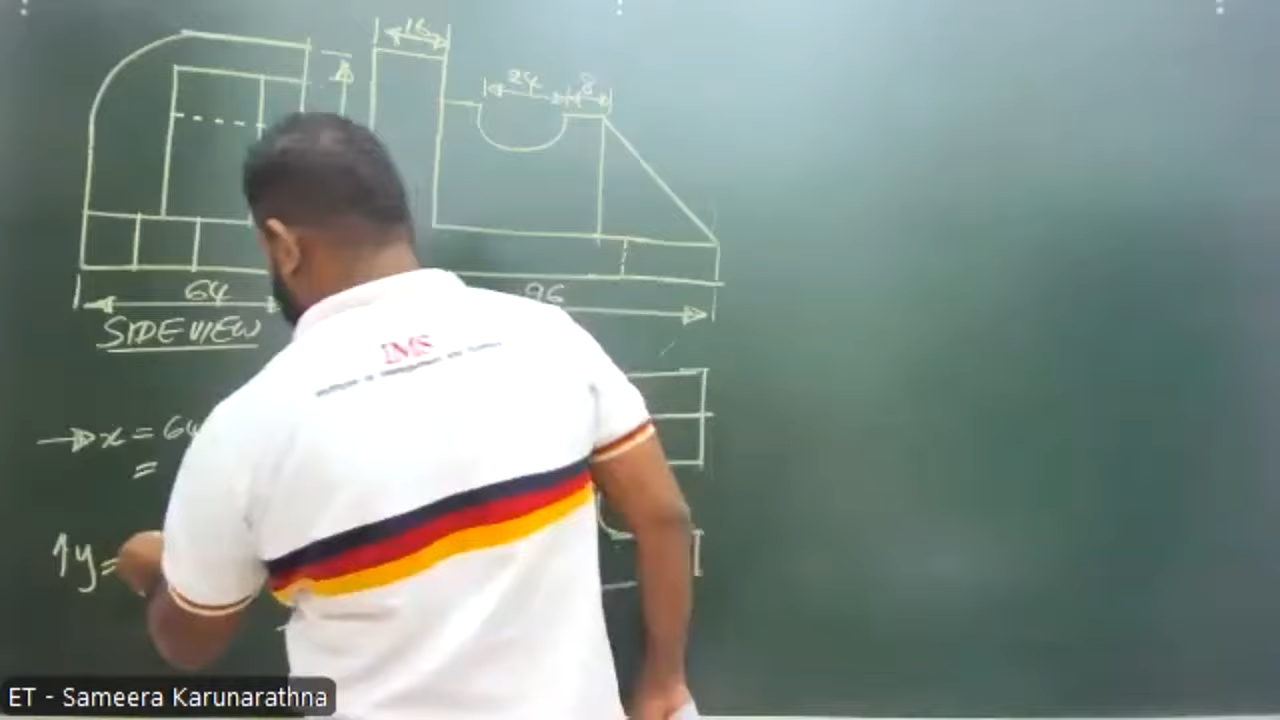 16
24
8
64
96
SIDE VIEW
x = 64
=
y =
IMS
ET - Sameera Karunarathna